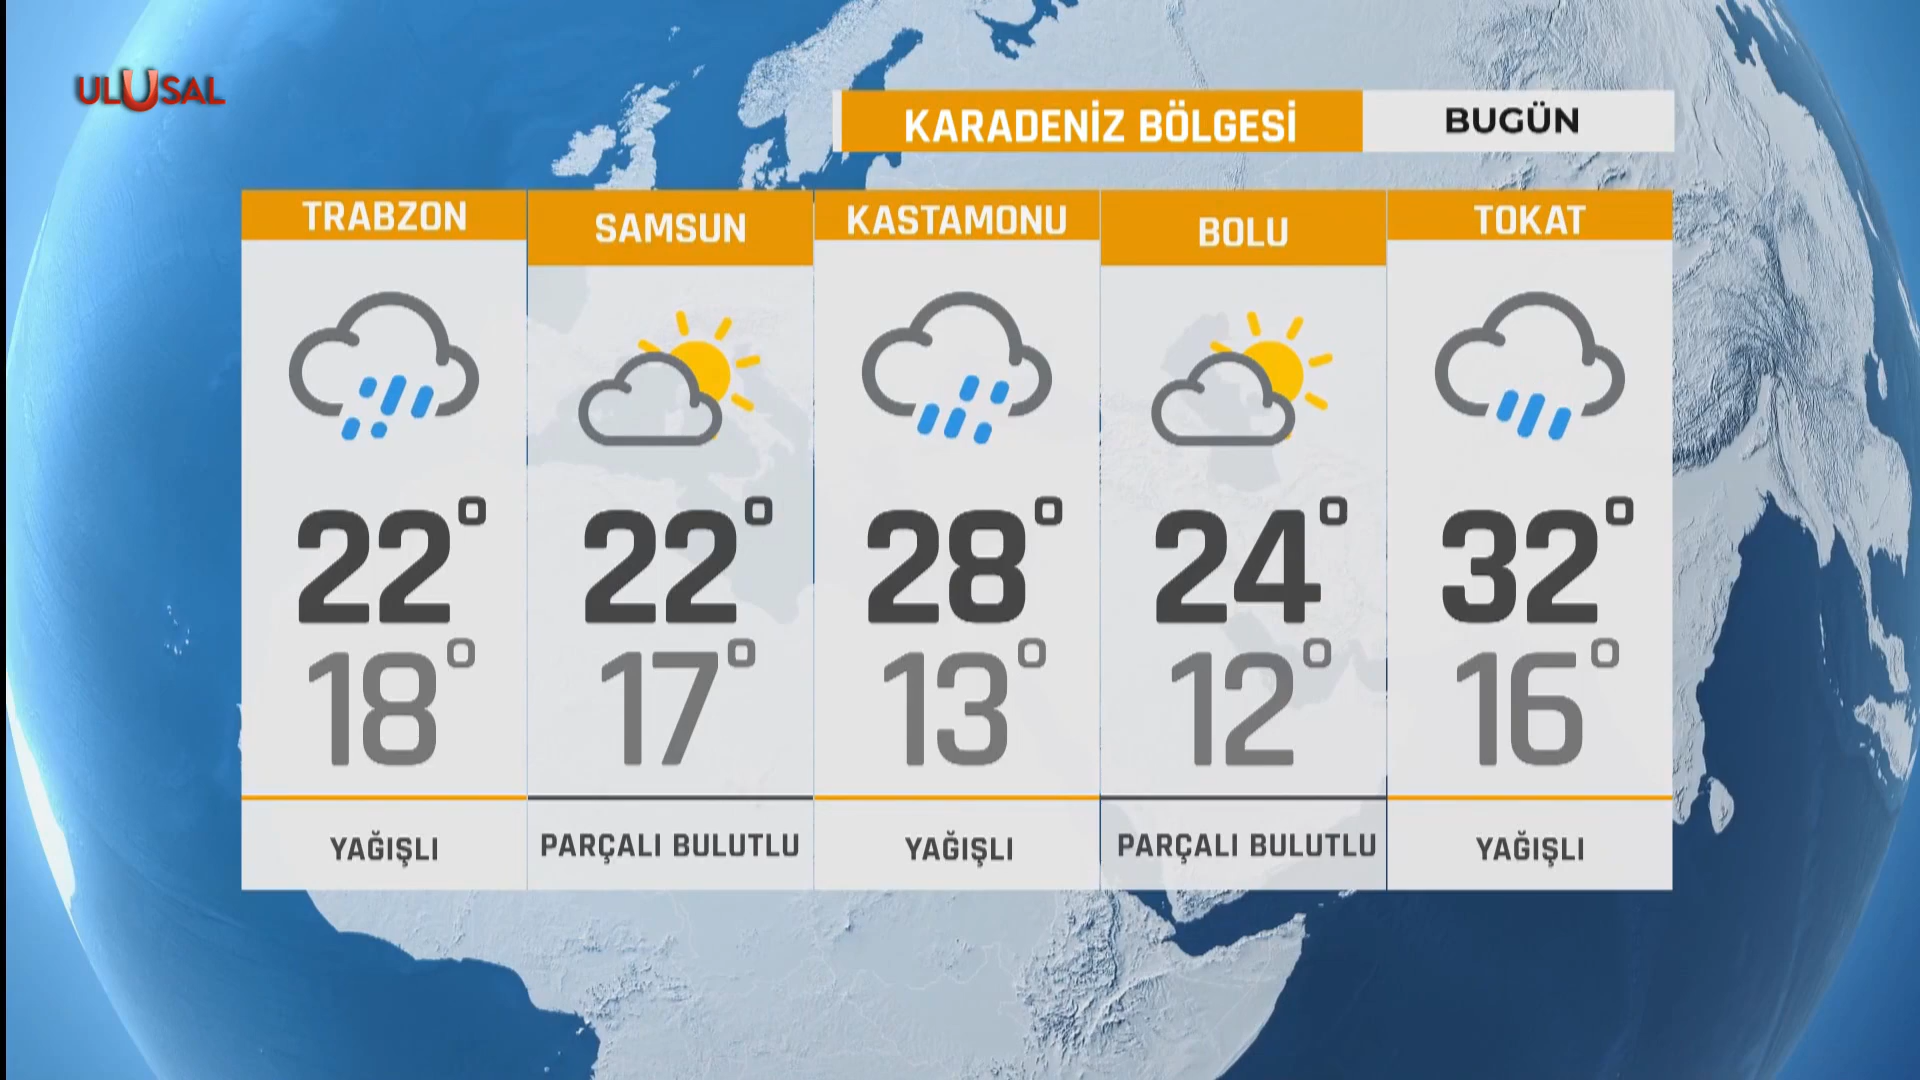 ULUSAL
KARADENİZ BÖLGESİ BUGÜN
TRABZON SAMSUN KASTAMONU BOLU TOKAT
22° 22° 28° 24° 32°
18° 17° 13° 12° 16°
YAĞIŞLI PARÇALI BULUTLU YAĞIŞLI PARÇALI BULUTLU YAĞIŞLI